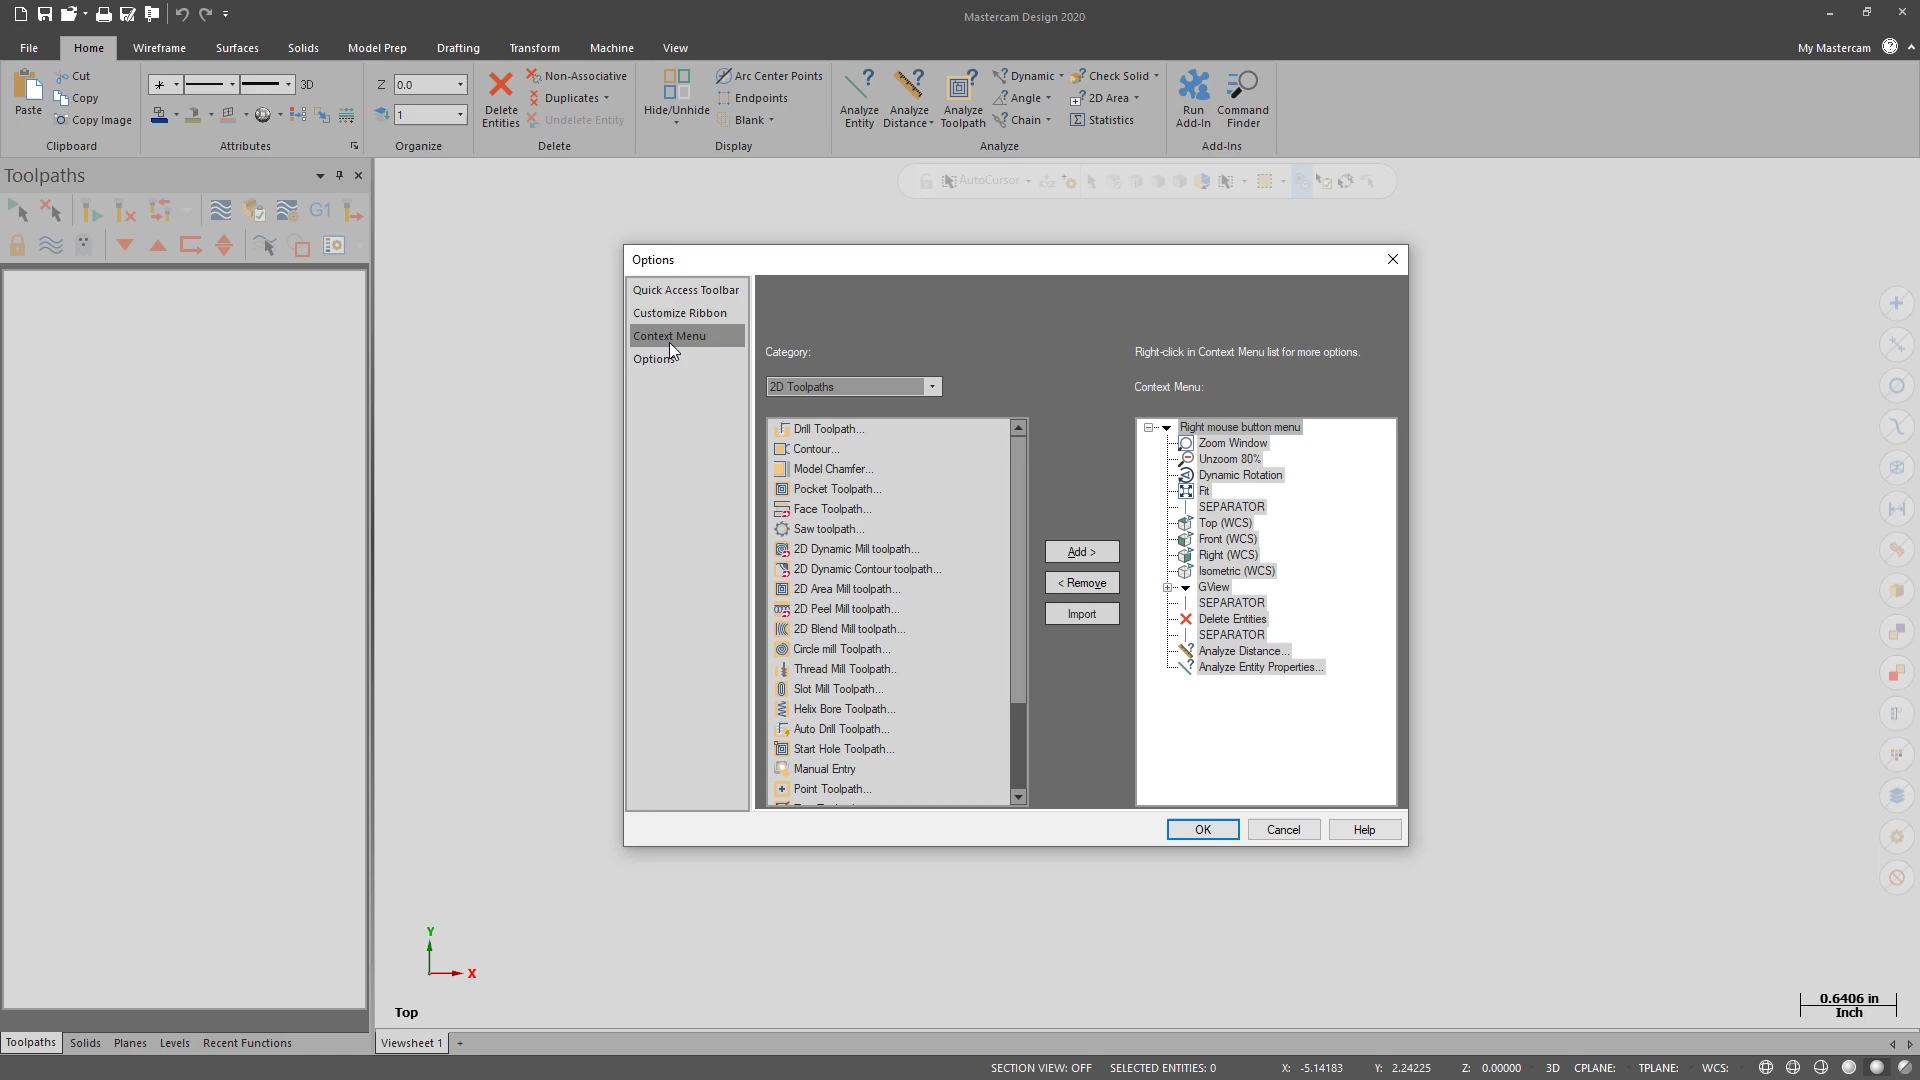 Mastercam Design 2020
File Home Wireframe Surfaces Solids Model Prep Drafting Transform Machine View My Mastercam
Paste
Cut
Copy
Copy Image
Clipboard
3D
Attributes
Z 0.0
1
Organize
Delete Entities
Non-Associative
Duplicates
Undelete Entity
Delete
Hide/Unhide
Arc Center Points
Endpoints
Blank
Display
Analyze Entity
Analyze Distance
Analyze Toolpath
Dynamic
Angle
Chain
Check Solid
2D Area
Statistics
Analyze
Run Add-In
Command Finder
Add-Ins
Toolpaths
G1
AutoCursor
XYZ
Options
Quick Access Toolbar
Customize Ribbon
Context Menu
Options
Category:
2D Toolpaths
Drill Toolpath...
Contour...
Model Chamfer...
Pocket Toolpath...
Face Toolpath...
Saw toolpath...
2D Dynamic Mill toolpath...
2D Dynamic Contour toolpath...
2D Area Mill toolpath...
2D Peel Mill toolpath...
2D Blend Mill toolpath...
Circle mill Toolpath...
Thread Mill Toolpath..
Slot Mill Toolpath...
Helix Bore Toolpath...
Auto Drill Toolpath...
Start Hole Toolpath...
Manual Entry
Point Toolpath...
Add >
< Remove
Import
Right-click in Context Menu list for more options.
Context Menu:
Right mouse button menu
Zoom Window
Unzoom 80%
Dynamic Rotation
Fit
SEPARATOR
Top (WCS)
Front (WCS)
Right (WCS)
Isometric (WCS)
GView
SEPARATOR
Delete Entities
SEPARATOR
Analyze Distance...
Analyze Entity Properties...
OK Cancel Help
Y
X
Top
0.6406 in
Inch
Toolpaths Solids Planes Levels Recent Functions
Viewsheet 1 +
SECTION VIEW: OFF SELECTED ENTITIES: 0 X: -5.14183 Y: 2.24225 Z: 0.00000 3D CPLANE: TPLANE: WCS: